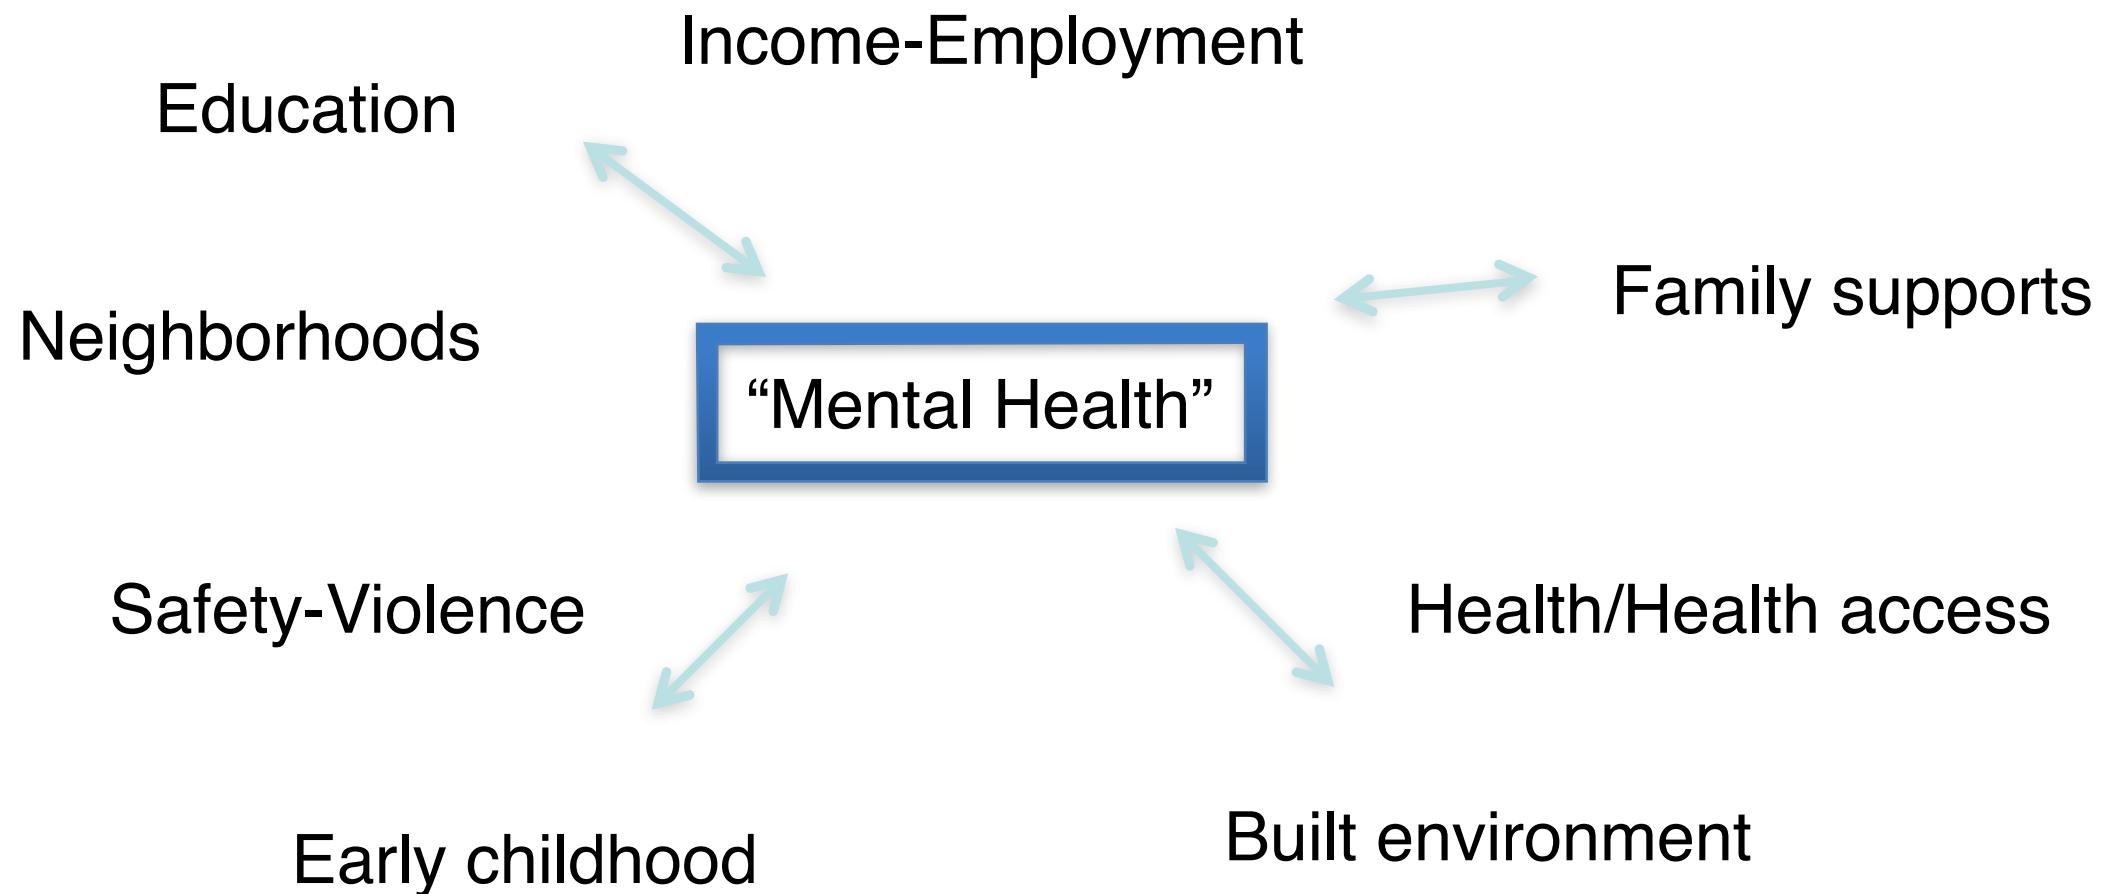 Income-Employment
Education
Family supports
Neighborhoods
“Mental Health”
Safety-Violence
Health/Health access
Built environment
Early childhood